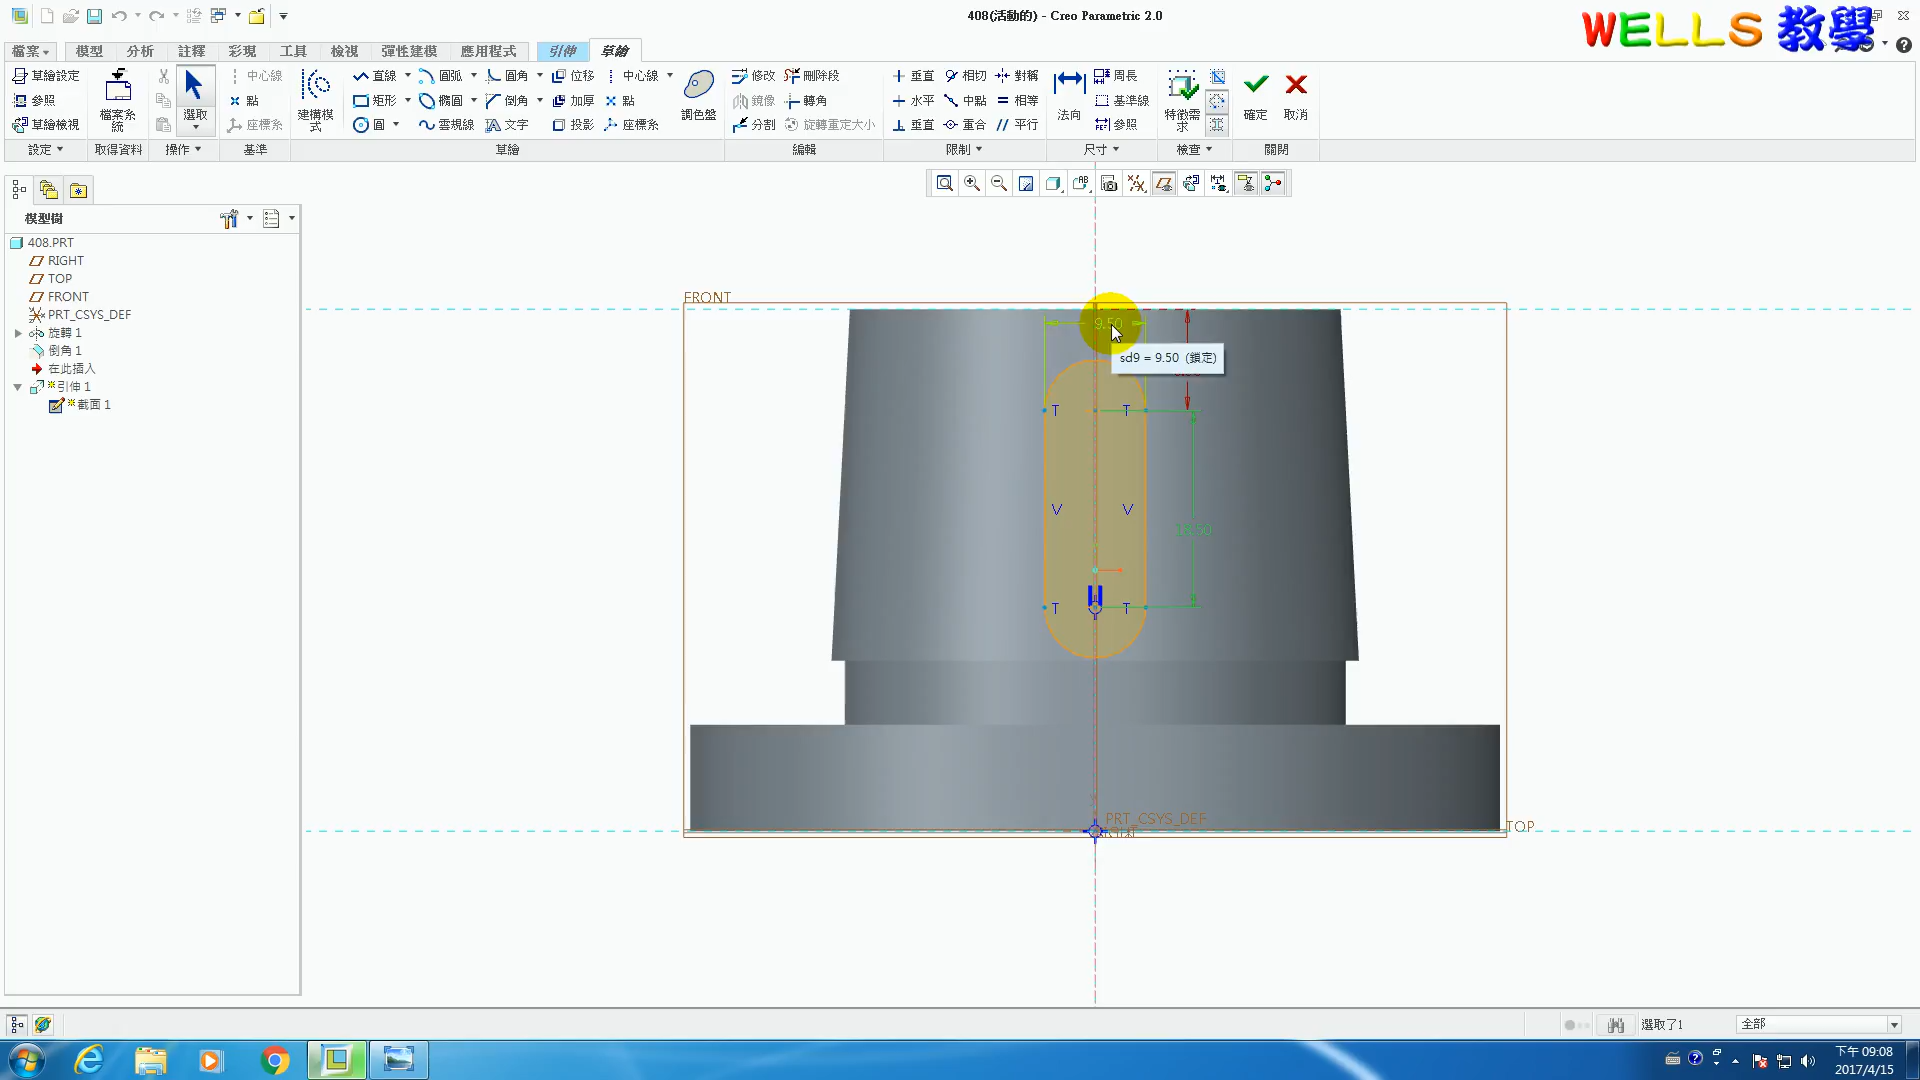 408(活動的) - Creo Parametric 2.0
WELLS 教學
檔案 模型 分析 註釋 彩現 工具 檢視 彈性建模 應用程式 引伸 草繪
草繪設定
參照
草繪檢視
檔案系統
選取
中心線
點
座標系
建構模式
直線 圓弧 圓角 位移 中心線
矩形 橢圓 倒角 加厚 點
圓 雲規線 文字 投影 座標系
調色盤
修改 刪除段
鏡像 轉角
分割 旋轉重定大小
垂直 相切 對稱
水平 中點 相等
垂直 重合 平行
法向
周長
基準線
參照
特徵需求
確定
取消
設定 取得資料 操作 基準 草繪 編輯 限制 尺寸 檢查 關閉
模型樹
408.PRT
RIGHT
TOP
FRONT
PRT_CSYS_DEF
旋轉 1
倒角 1
在此插入
引伸 1
截面 1
FRONT
9.50
sd9 = 9.50 (鎖定)
T T
V V
18.50
T T
PRT_CSYS_DEF
TOP
選取了1
全部
下午 09:08
2017/4/15